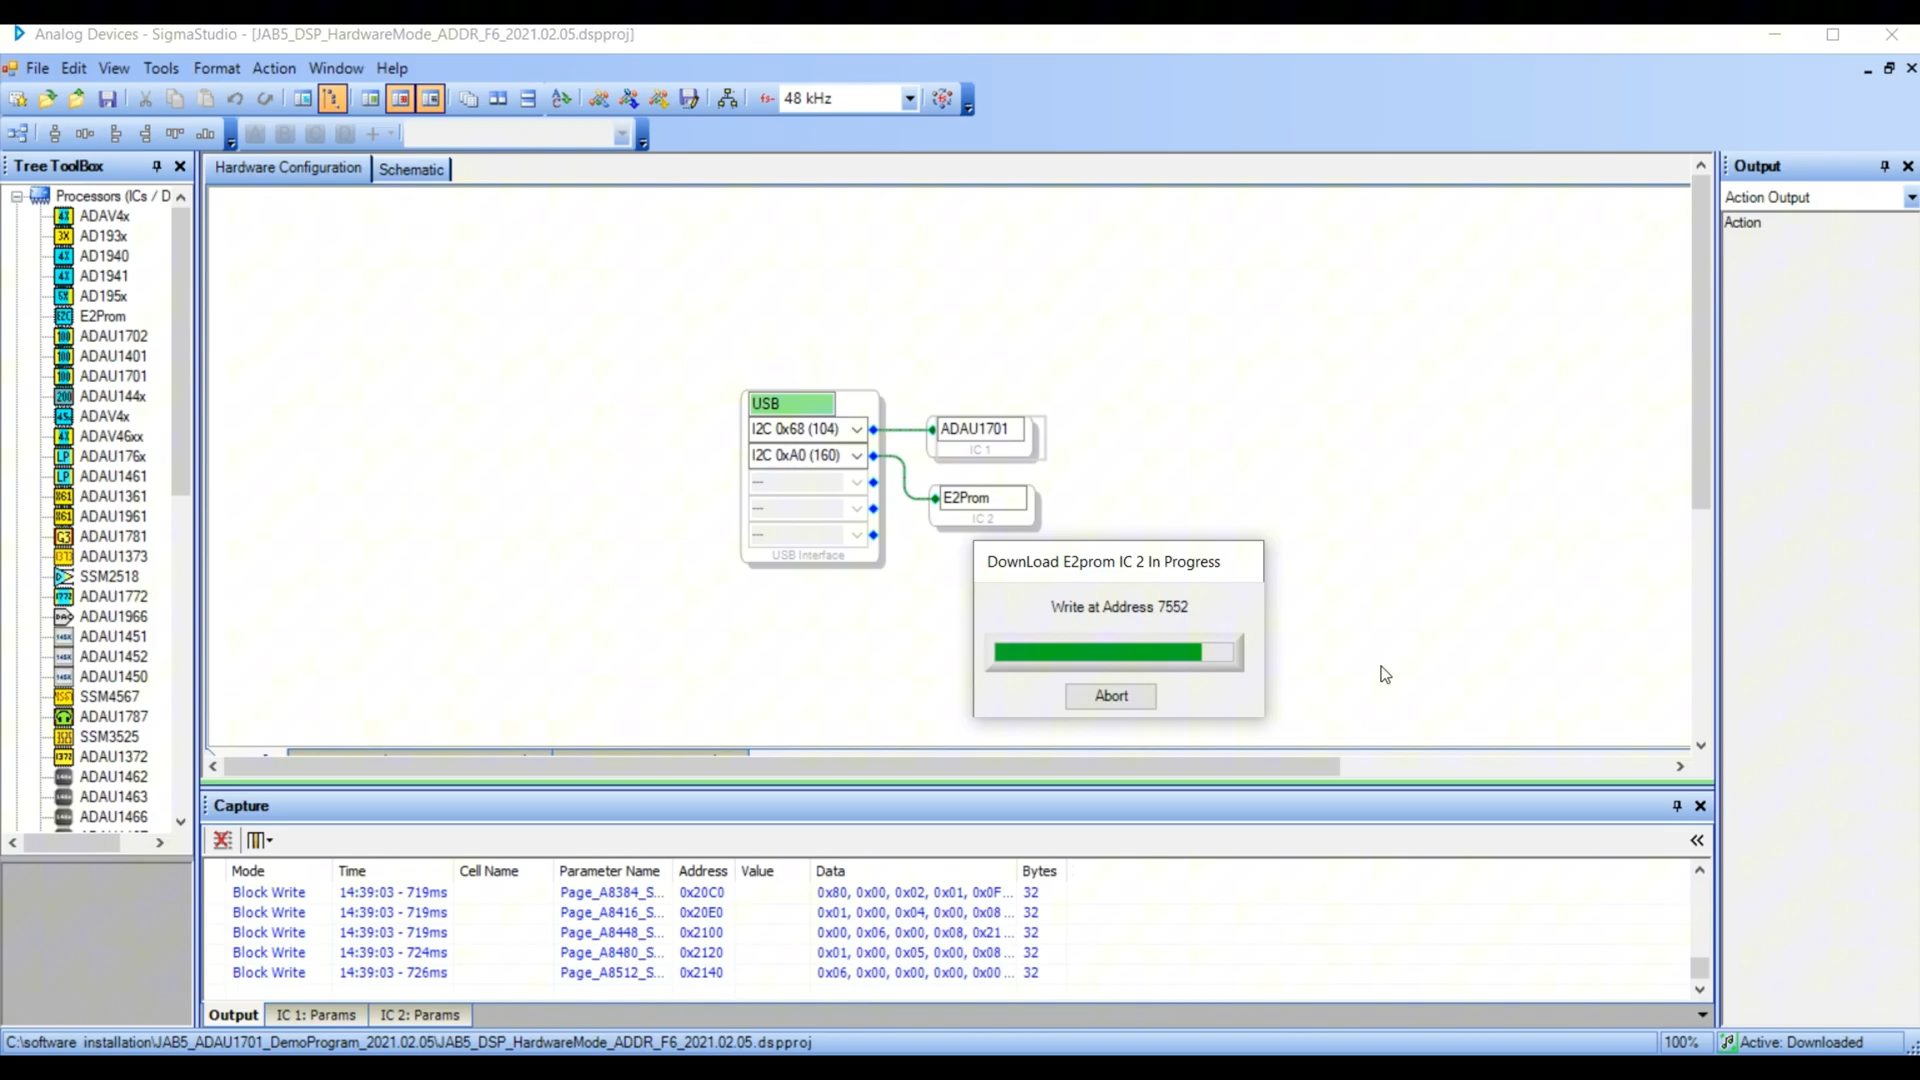 Analog Devices - SigmaStudio - [JAB5_DSP_HardwareMode_ADDR_F6_2021.02.05.dspproj]
File Edit View Tools Format Action Window Help
fs- 48 kHz
Tree ToolBox
Processors (ICs / D
ADAV4x
AD193x
AD1940
AD1941
AD195x
E2Prom
ADAU1702
ADAU1401
ADAU1701
ADAU144x
ADAV4x
ADAV46xx
ADAU176x
ADAU1461
ADAU1361
ADAU1961
ADAU1781
ADAU1373
SSM2518
ADAU1772
ADAU1966
ADAU1451
ADAU1452
ADAU1450
SSM4567
ADAU1787
SSM3525
ADAU1372
ADAU1462
ADAU1463
ADAU1466
Hardware Configuration Schematic
USB
I2C 0x68 (104)
I2C 0xA0 (160)
---
---
---
USB Interface
ADAU1701
IC 1
E2Prom
IC 2
DownLoad E2prom IC 2 In Progress
Write at Address 7552
Abort
Output
Action Output
Action
Capture
Mode Time Cell Name Parameter Name Address Value Data Bytes
Block Write 14:39:03 - 719ms Page_A8384_S... 0x20C0 0x80, 0x00, 0x02, 0x01, 0x0F... 32
Block Write 14:39:03 - 719ms Page_A8416_S... 0x20E0 0x01, 0x00, 0x04, 0x00, 0x08 ... 32
Block Write 14:39:03 - 719ms Page_A8448_S... 0x2100 0x00, 0x06, 0x00, 0x08, 0x21 ... 32
Block Write 14:39:03 - 724ms Page_A8480_S... 0x2120 0x01, 0x00, 0x05, 0x00, 0x08 ... 32
Block Write 14:39:03 - 726ms Page_A8512_S... 0x2140 0x06, 0x00, 0x00, 0x00, 0x00 ... 32
Output IC 1: Params IC 2: Params
C:\software installation\JAB5_ADAU1701_DemoProgram_2021.02.05\JAB5_DSP_HardwareMode_ADDR_F6_2021.02.05.dspproj
100% Active: Downloaded